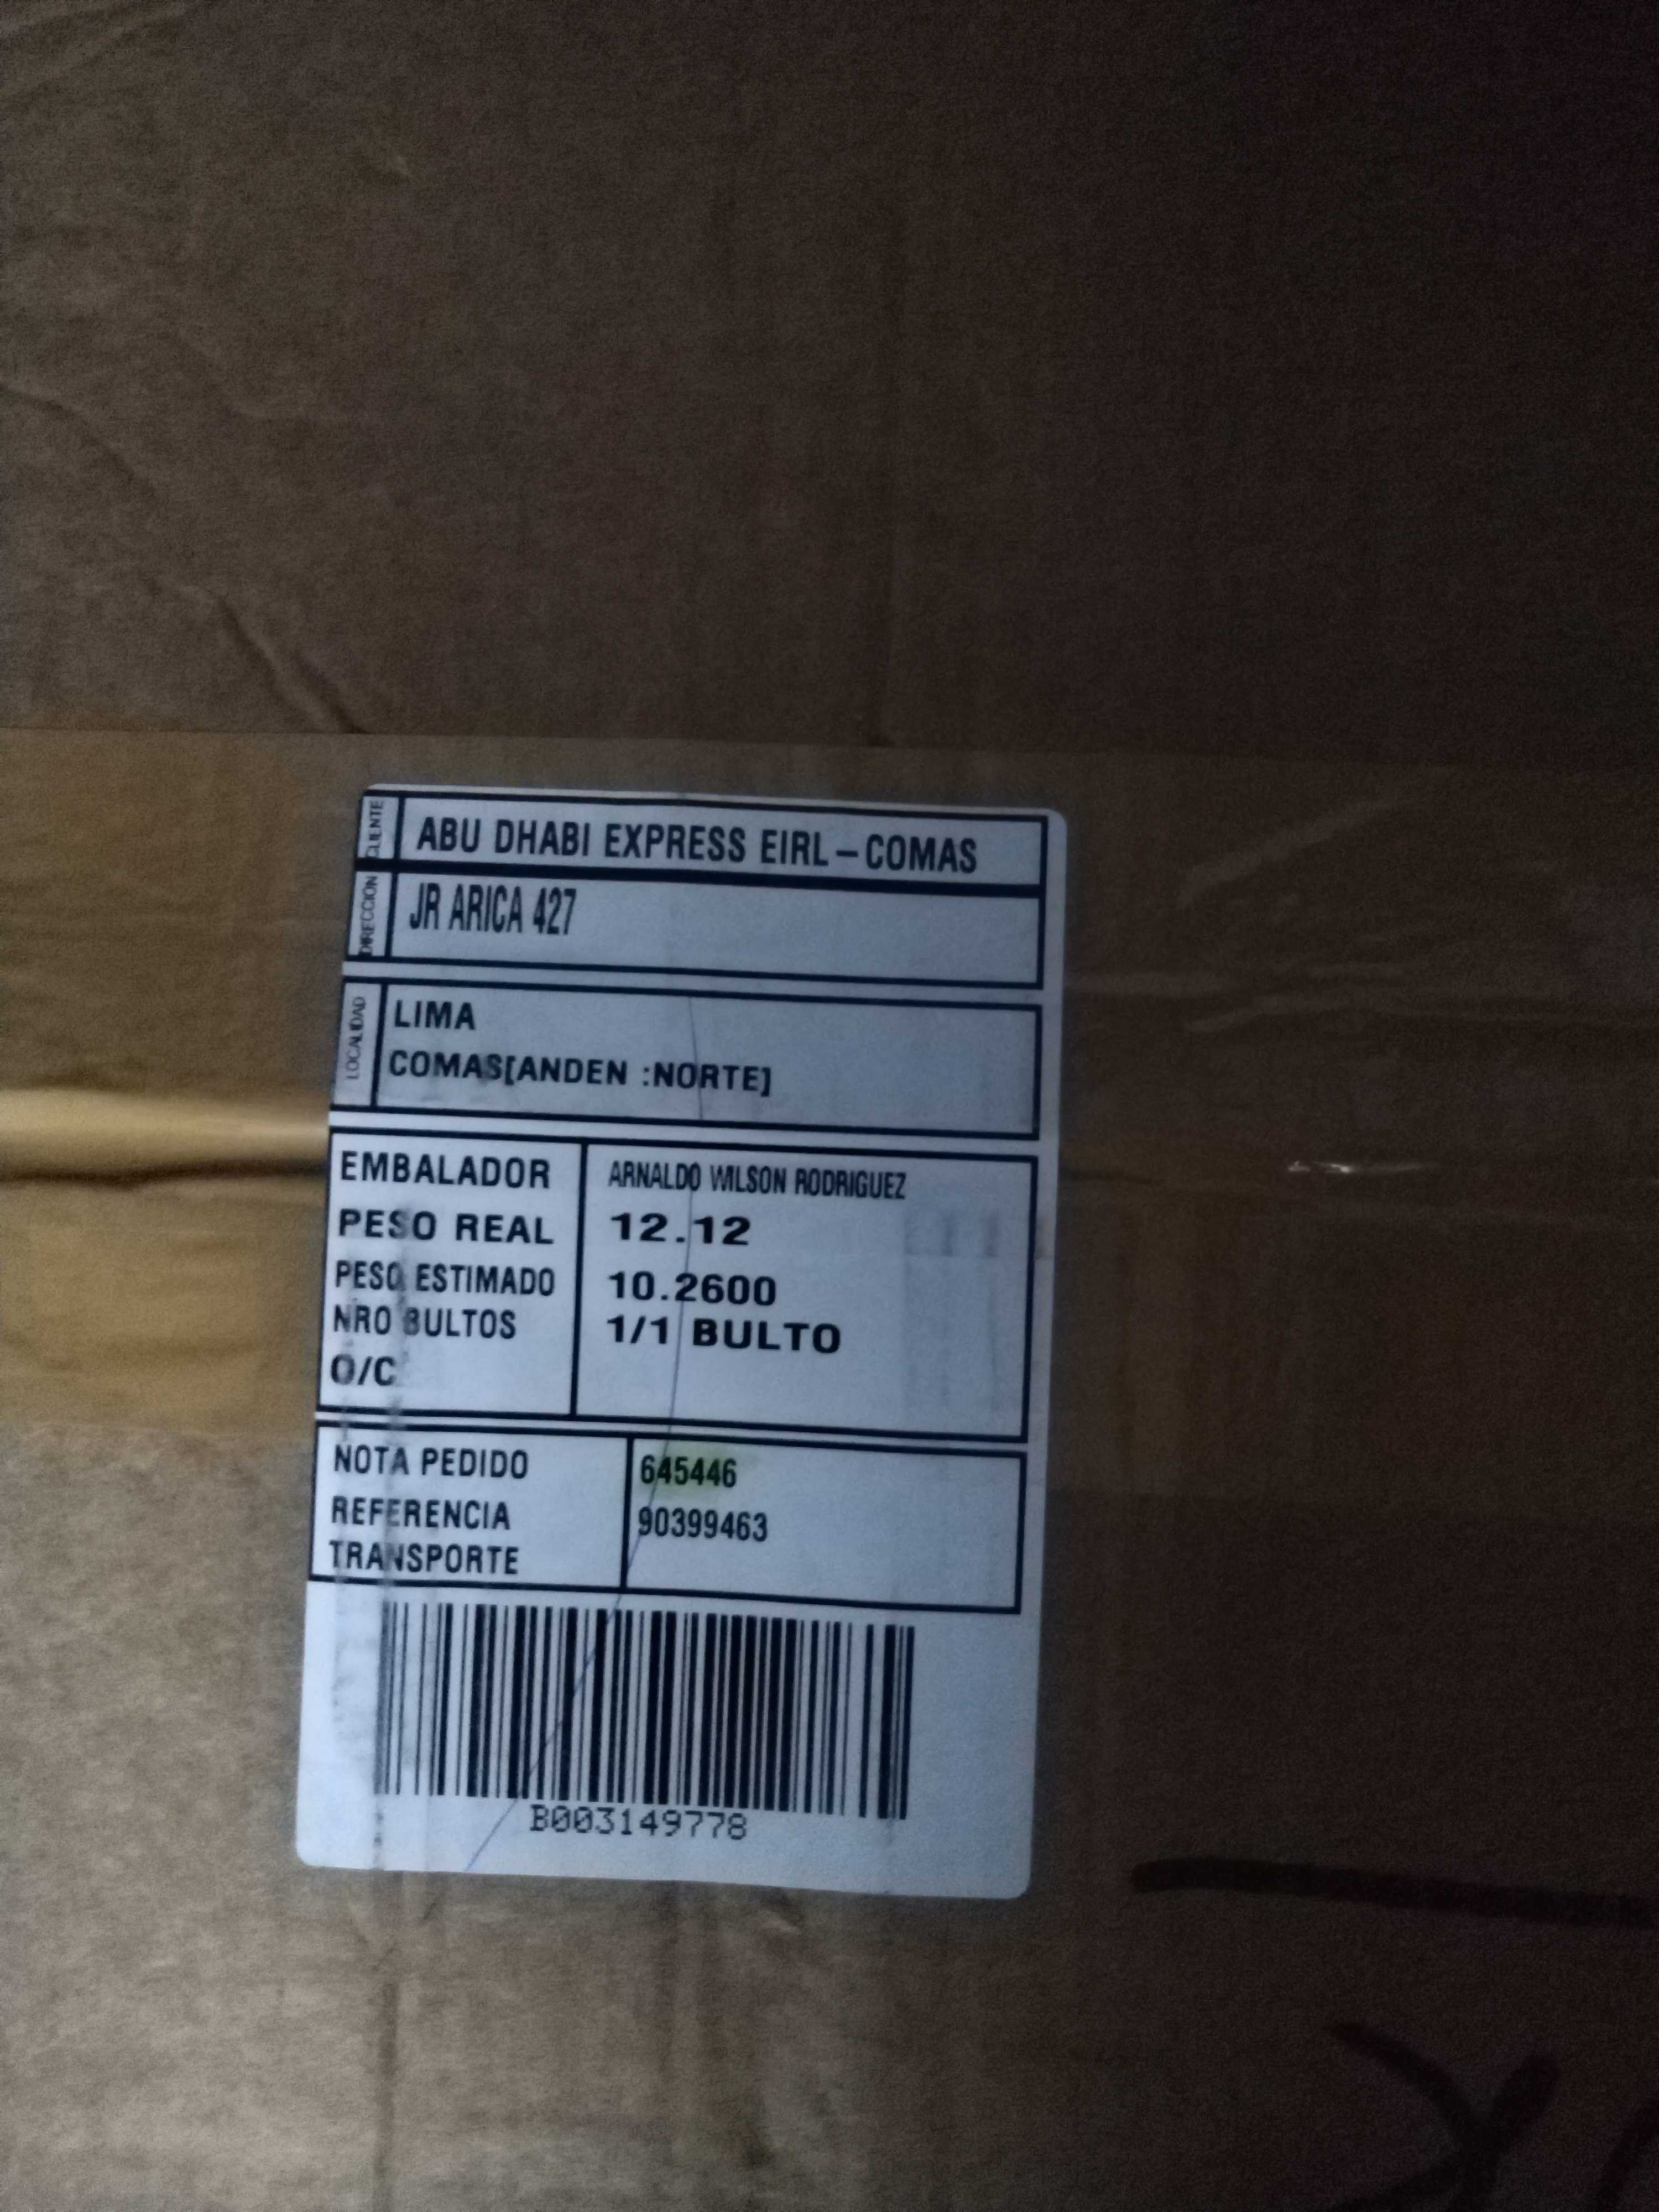 CLIENTE ABU DHABI EXPRESS EIRL-COMAS
DIRECCIÓN JR ARICA 427
LOCALIDAD LIMA
COMAS[ANDEN :NORTE]
EMBALADOR ARNALDO WILSON RODRIGUEZ
PESO REAL 12.12
PESO ESTIMADO 10.2600
NRO BULTOS 1/1 BULTO
O/C
NOTA PEDIDO 645446
REFERENCIA 90399463
TRANSPORTE
B003149778